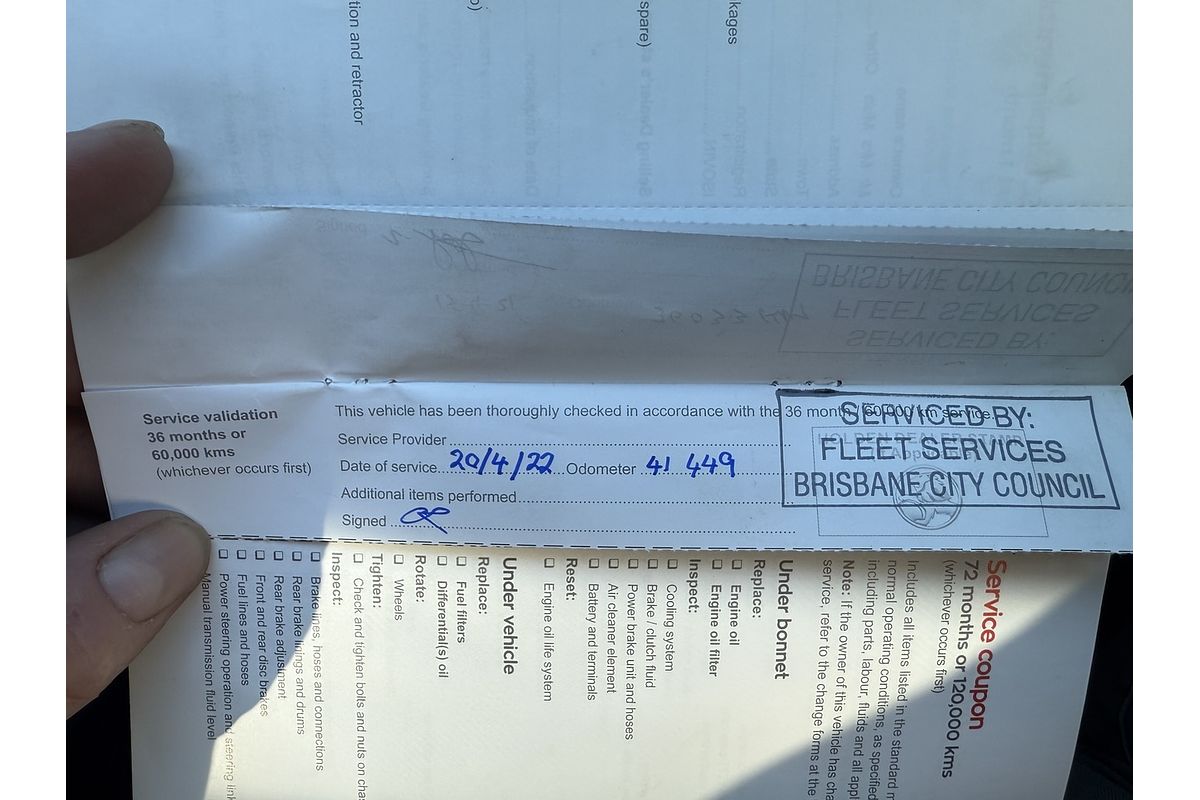 tion and retractor
spare)
kages
Service validation
36 months or
60,000 kms
(whichever occurs first)
This vehicle has been thoroughly checked in accordance with the 36 month / 60,000 km service.
Service Provider
Date of service 20/4/22 Odometer 41 449
Additional items performed
Signed
SERVICED BY:
FLEET SERVICES
BRISBANE CITY COUNCIL
SERVICED BY:
FLEET SERVICES
BRISBANE CITY COUNCIL
Service coupon
72 months or 120,000 kms
(whichever occurs first)
Includes all items listed in the standard
normal operating conditions, as specified
including parts, labour, fluids and all
Note: If the owner of this vehicle has
service, refer to the change forms at the
Under bonnet
Replace:
❑ Engine oil
❑ Engine oil filter
Inspect:
❑ Cooling system
❑ Brake / clutch fluid
❑ Power brake unit and hoses
❑ Air cleaner element
❑ Battery and terminals
Reset:
❑ Engine oil life system
Under vehicle
Replace:
❑ Fuel filters
❑ Differential(s) oil
Rotate:
❑ Wheels
Tighten:
❑ Check and tighten bolts and nuts on
Inspect:
❑ Brake lines, hoses and connections
❑ Rear brake linings and drums
❑ Rear brake adjustment
❑ Front and rear disc brakes
❑ Fuel lines and hoses
❑ Power steering operation and steering
Manual transmission fluid level